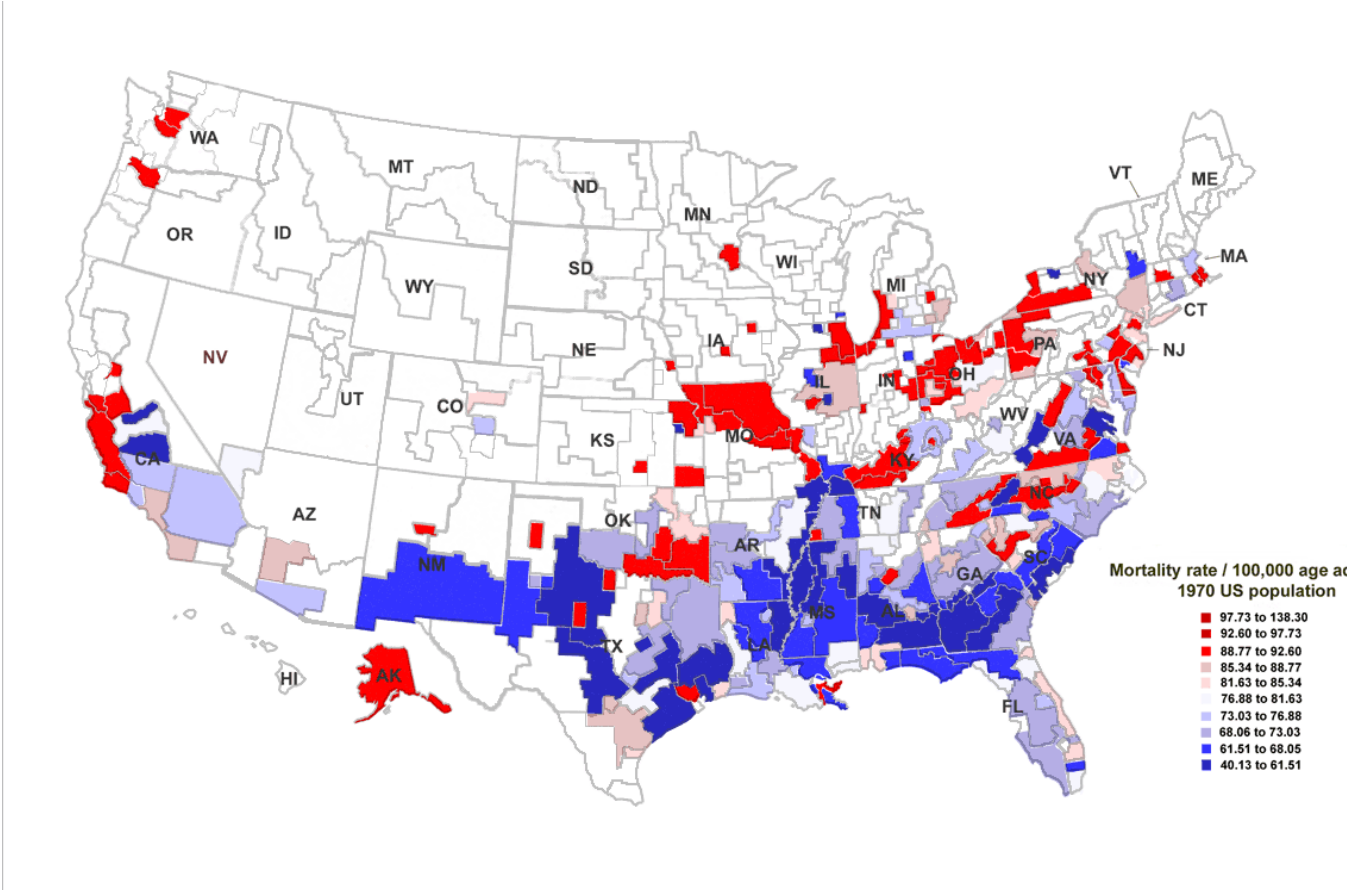 WA
MT
ND
MN
VT
ME
OR
ID
SD
WI
MI
NY
MA
WY
IA
CT
NV
NE
PA
NJ
UT
CO
IL
IN
OH
KS
MO
WV
VA
CA
KY
AZ
OK
TN
NC
NM
AR
SC
GA
MS
AL
TX
LA
HI
AK
FL
Mortality rate / 100,000 age ad
1970 US population
97.73 to 138.30
92.60 to 97.73
88.77 to 92.60
85.34 to 88.77
81.63 to 85.34
76.88 to 81.63
73.03 to 76.88
68.06 to 73.03
61.51 to 68.05
40.13 to 61.51